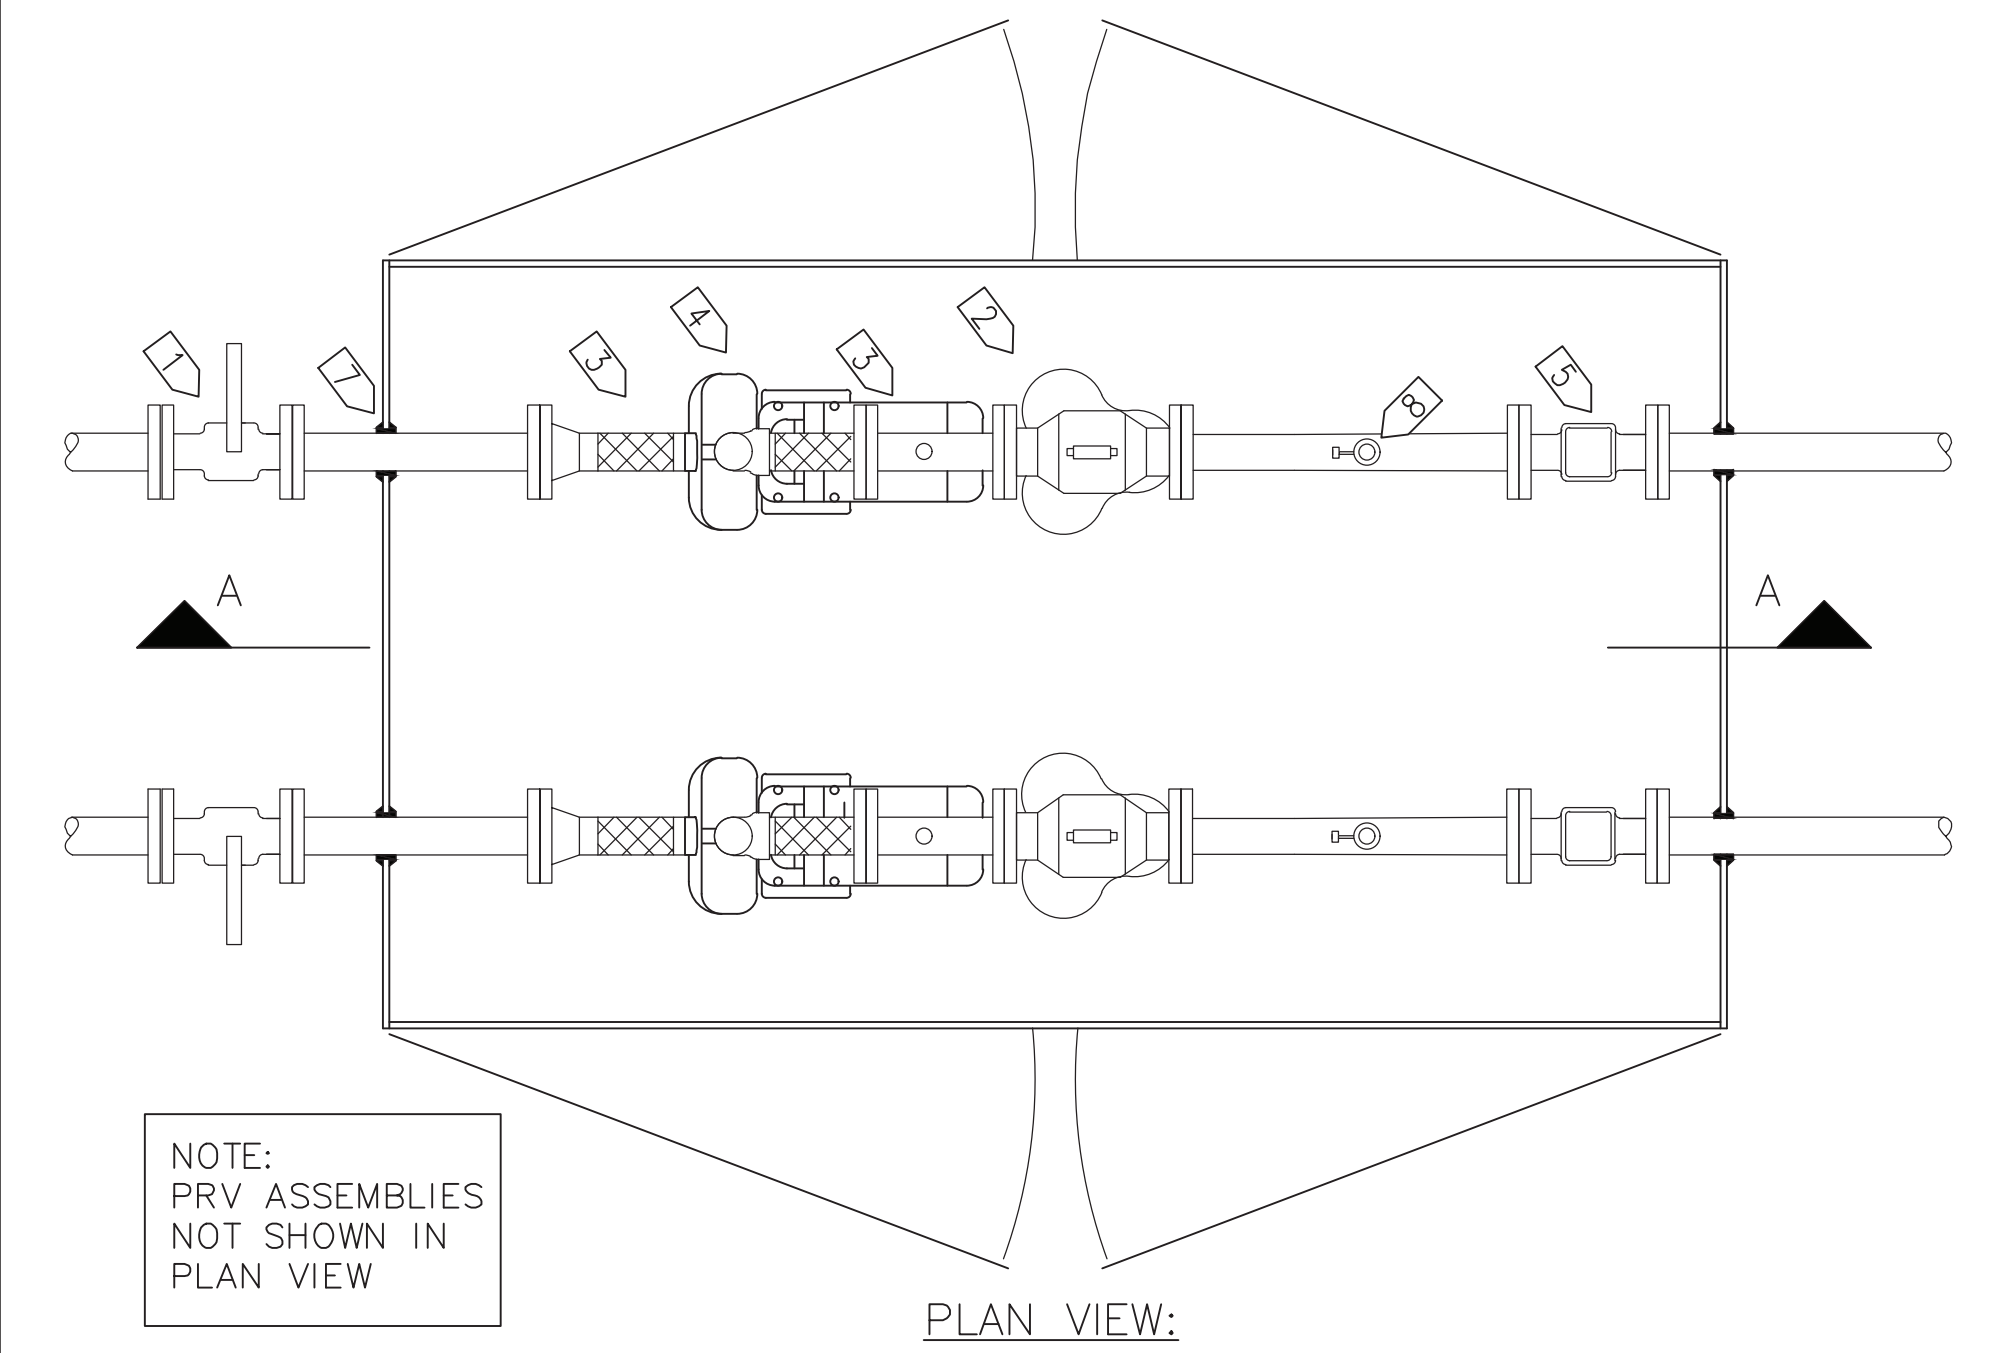 4
2
1
7
3
3
5
8
A
A
NOTE:
PRV ASSEMBLIES
NOT SHOWN IN
PLAN VIEW
PLAN VIEW: